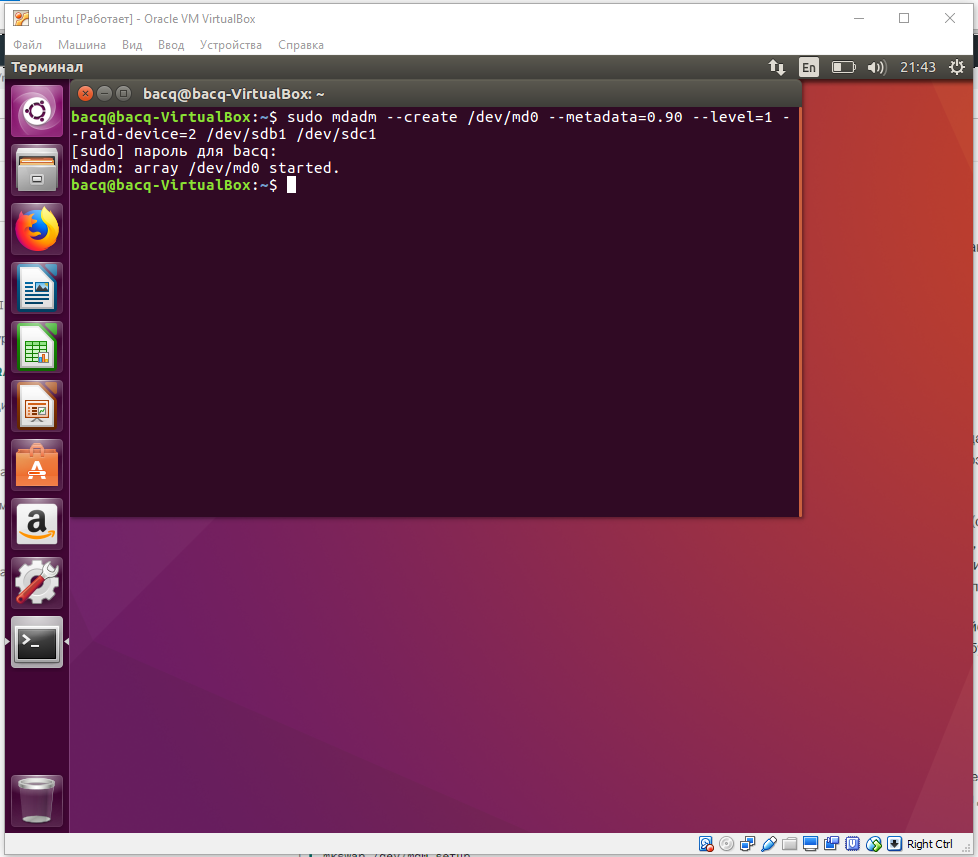 ubuntu [Работает] - Oracle VM VirtualBox
Файл Машина Вид Ввод Устройства Справка
Терминал En 21:43
bacq@bacq-VirtualBox: ~
bacq@bacq-VirtualBox:~$ sudo mdadm --create /dev/md0 --metadata=0.90 --level=1 -
-raid-device=2 /dev/sdb1 /dev/sdc1
[sudo] пароль для bacq:
mdadm: array /dev/md0 started.
bacq@bacq-VirtualBox:~$
Right Ctrl